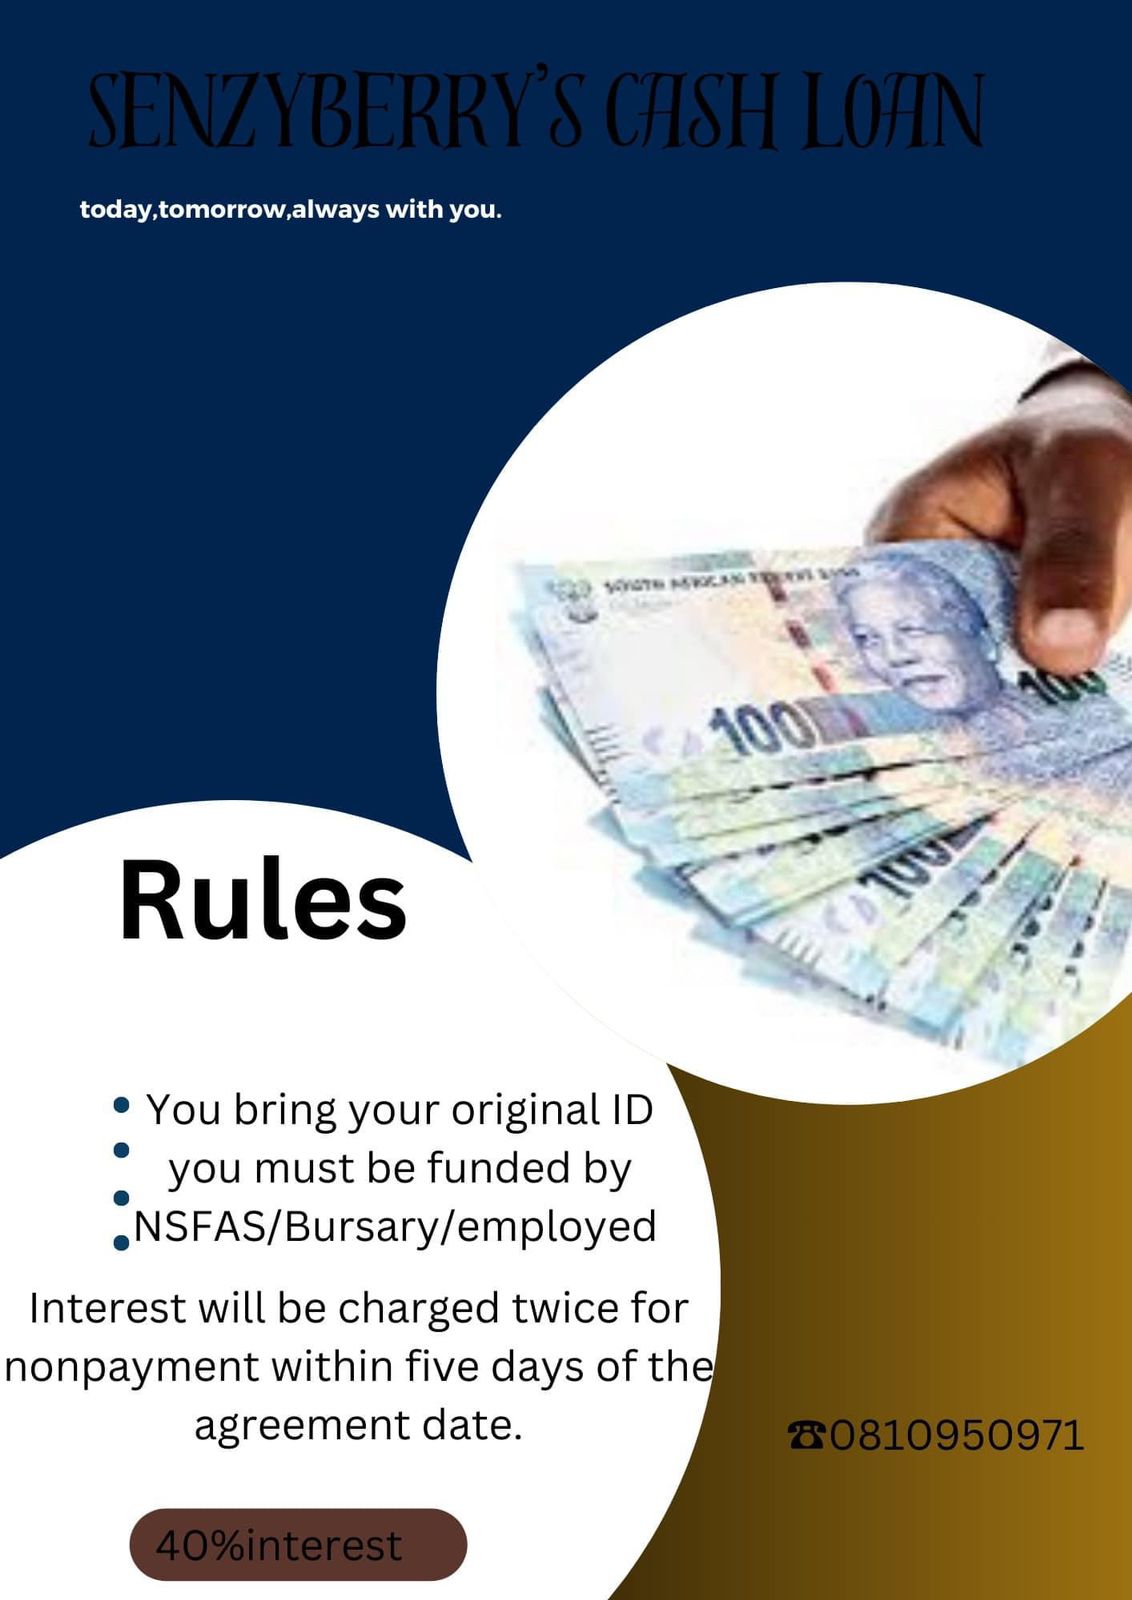 SENZYBERRY'S CASH LOAN
today,tomorrow,always with you.
SOUTH AFRICAN RESERVE BANK
100
100
100
Rules
• You bring your original ID
• you must be funded by
• NSFAS/Bursary/employed
•
Interest will be charged twice for
nonpayment within five days of the
agreement date.
☎0810950971
40%interest